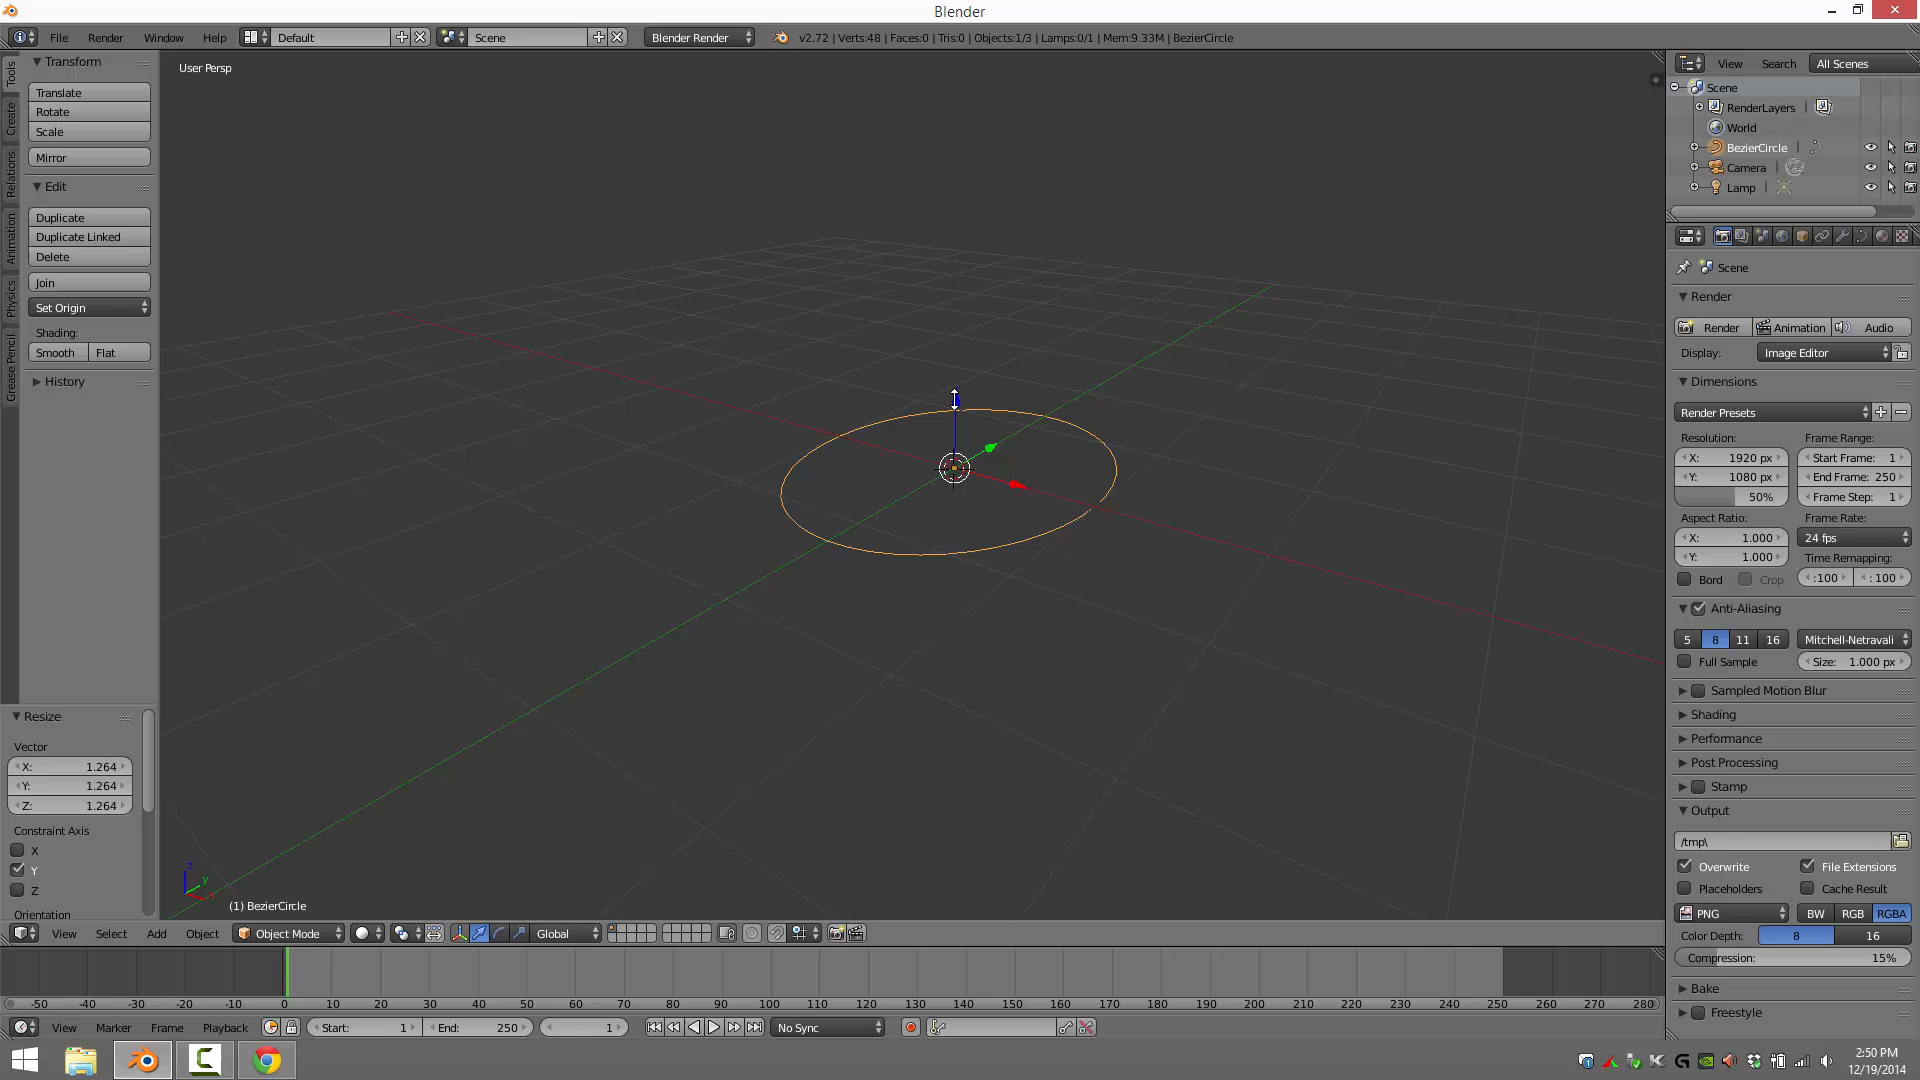 Blender
File
Render
Window
Help
Default
Scene
Blender Render
v2.72 | Verts:48 | Faces:0 | Tris:0 | Objects:1/3 | Lamps:0/1 | Mem:9.33M | BezierCircle
Tools
Create
Relations
Animation
Physics
Grease Pencil
Transform
Translate
Rotate
Scale
Mirror
Edit
Duplicate
Duplicate Linked
Delete
Join
Set Origin
Shading:
Smooth Flat
History
User Persp
View Search All Scenes
Scene
RenderLayers
World
BezierCircle
Camera
Lamp
Scene
Render
Render Animation Audio
Display: Image Editor
Dimensions
Render Presets
Resolution: Frame Range:
X: 1920 px Start Frame: 1
Y: 1080 px End Frame: 250
50% Frame Step: 1
Aspect Ratio: Frame Rate:
X: 1.000 24 fps
Y: 1.000 Time Remapping:
Bord Crop :100 : 100
Anti-Aliasing
5 8 11 16 Mitchell-Netravali
Full Sample Size: 1.000 px
Sampled Motion Blur
Shading
Performance
Post Processing
Stamp
Output
/tmp\
Overwrite File Extensions
Placeholders Cache Result
PNG BW RGB RGBA
Color Depth: 8 16
Compression: 15%
Bake
Freestyle
Resize
Vector
X: 1.264
Y: 1.264
Z: 1.264
Constraint Axis
X
Y
Z
Orientation
z
y
(1) BezierCircle
View Select Add Object Object Mode Global
-50 -40 -30 -20 -10 0 10 20 30 40 50 60 70 80 90 100 110 120 130 140 150 160 170 180 190 200 210 220 230 240 250 260 270 280
View Marker Frame Playback Start: 1 End: 250 1 No Sync
2:50 PM
12/19/2014